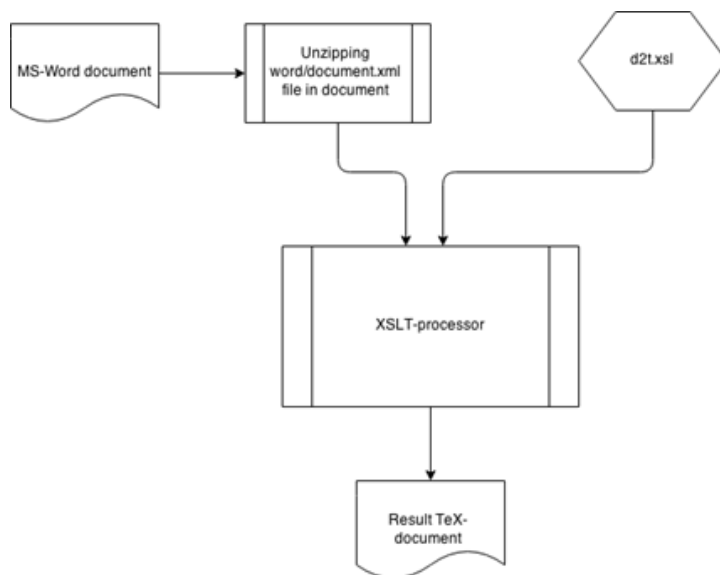 MS-Word document
Unzipping
word/document.xml
file in document
d2t.xsl
XSLT-processor
Result TeX-
document